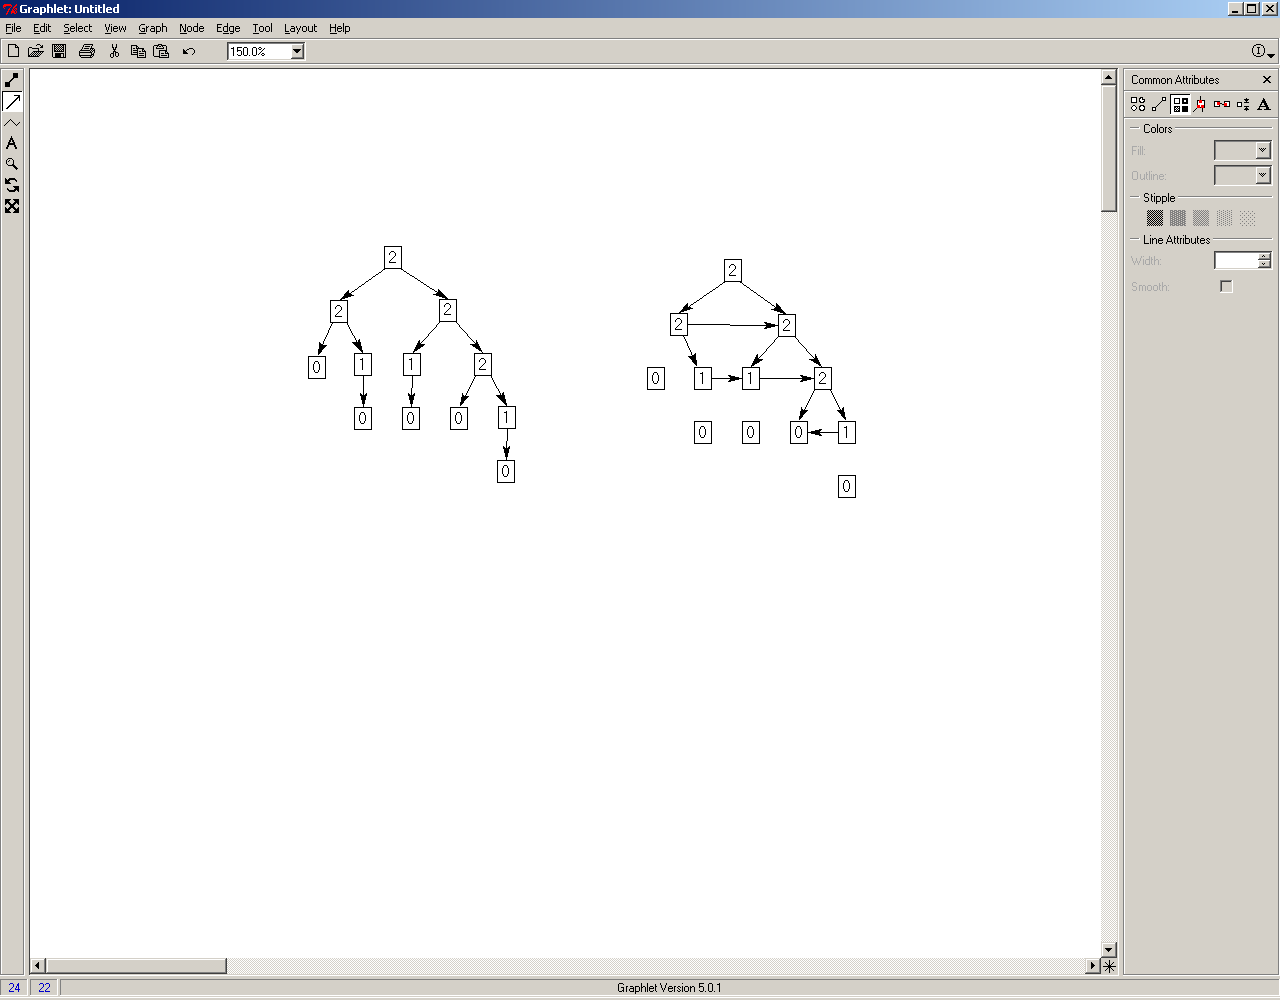 Graphlet: Untitled
File Edit Select View Graph Node Edge Tool Layout Help
150.0%
Common Attributes
A
Colors
Fill:
Outline:
Stipple
Line Attributes
Width:
Smooth:
A
2
2 2
0 1 1 2
0 0 0 1
0
2
2 2
0 1 1 2
0 0 0 1
0
24 22 Graphlet Version 5.0.1